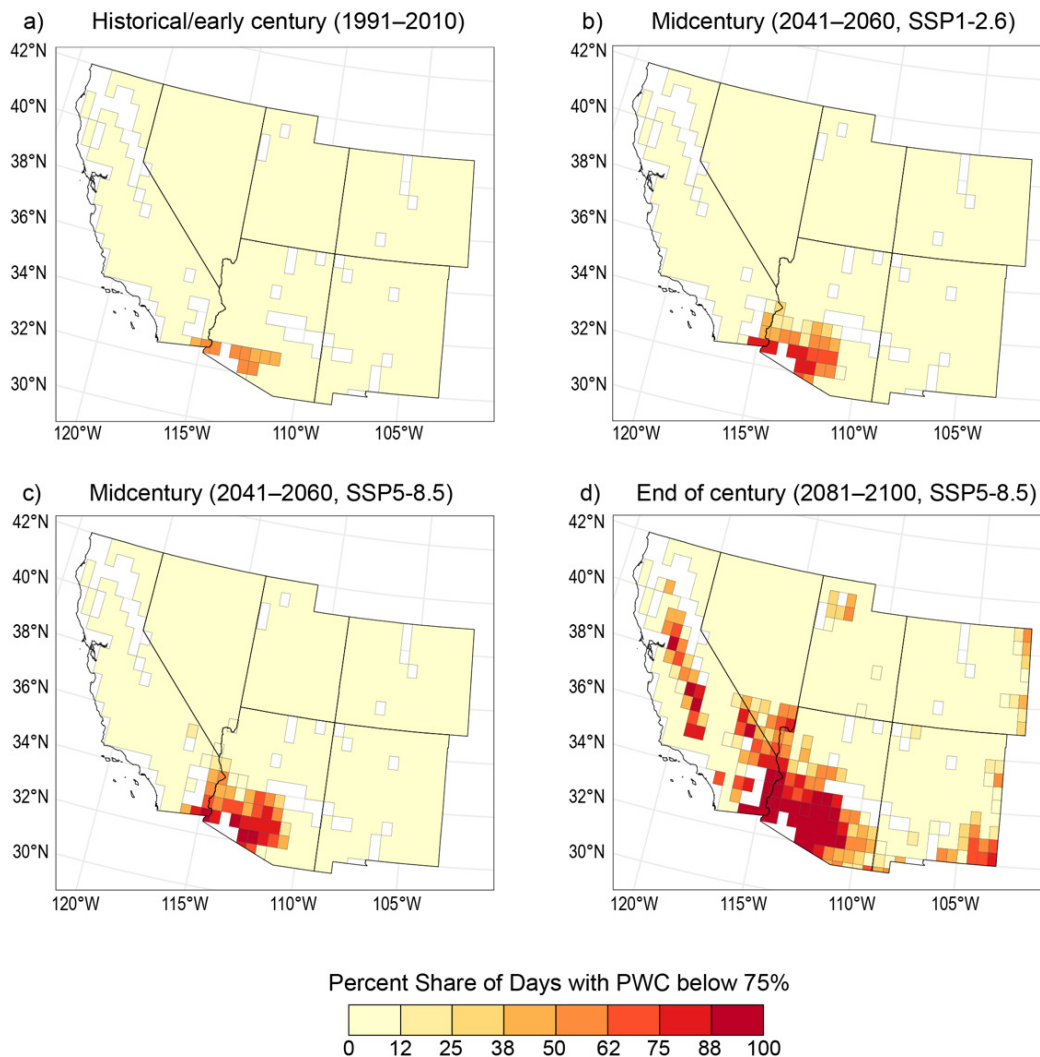 a) Historical/early century (1991–2010)
42°N
40°N
38°N
36°N
34°N
32°N
30°N
120°W 115°W 110°W 105°W
b) Midcentury (2041–2060, SSP1-2.6)
42°N
40°N
38°N
36°N
34°N
32°N
30°N
120°W 115°W 110°W 105°W
c) Midcentury (2041–2060, SSP5-8.5)
42°N
40°N
38°N
36°N
34°N
32°N
30°N
120°W 115°W 110°W 105°W
d) End of century (2081–2100, SSP5-8.5)
42°N
40°N
38°N
36°N
34°N
32°N
30°N
120°W 115°W 110°W 105°W
Percent Share of Days with PWC below 75%
0 12 25 38 50 62 75 88 100